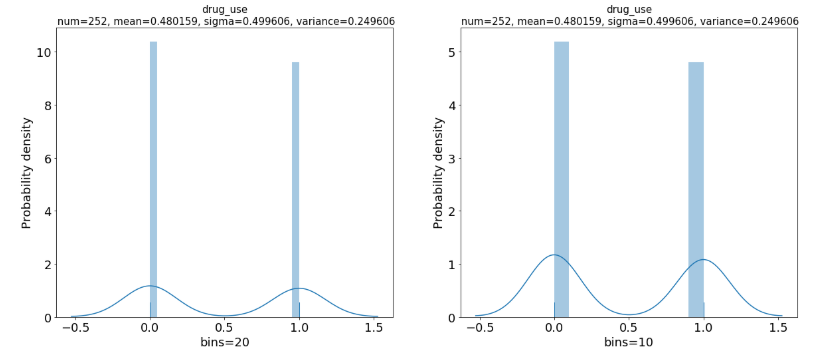 drug_use
num=252, mean=0.480159, sigma=0.499606, variance=0.249606
10
8
6
4
2
0
Probability density
−0.5 0.0 0.5 1.0 1.5
bins=20
drug_use
num=252, mean=0.480159, sigma=0.499606, variance=0.249606
5
4
3
2
1
0
Probability density
−0.5 0.0 0.5 1.0 1.5
bins=10